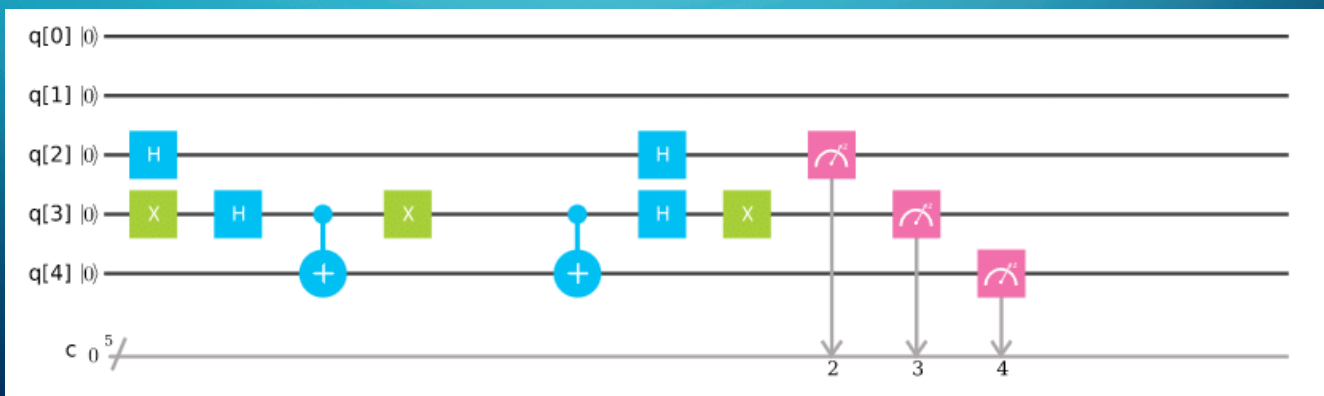 q[0] |0⟩
q[1] |0⟩
q[2] |0⟩ H H z
q[3] |0⟩ X H X H X z
q[4] |0⟩ + + z
c 0 5
2 3 4